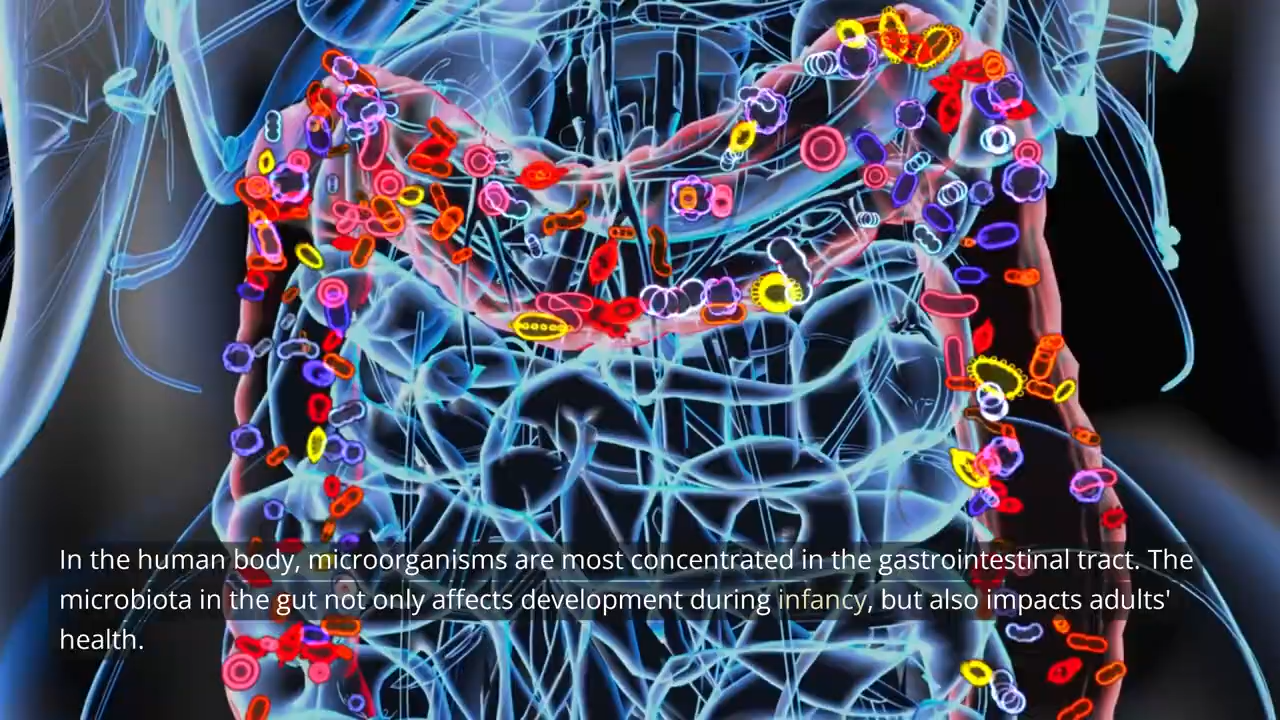 In the human body, microorganisms are most concentrated in the gastrointestinal tract. The
microbiota in the gut not only affects development during infancy, but also impacts adults'
health.